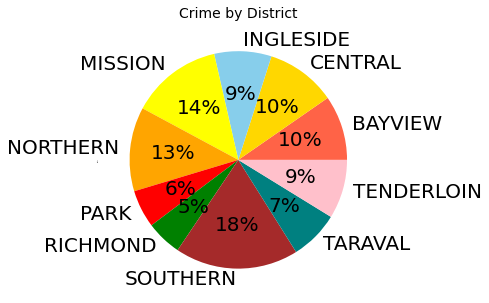 Crime by District
INGLESIDE
CENTRAL
MISSION
9%
10%
14%
BAYVIEW
10%
NORTHERN
13%
9%
TENDERLOIN
6%
5%
7%
PARK
18%
TARAVAL
RICHMOND
SOUTHERN